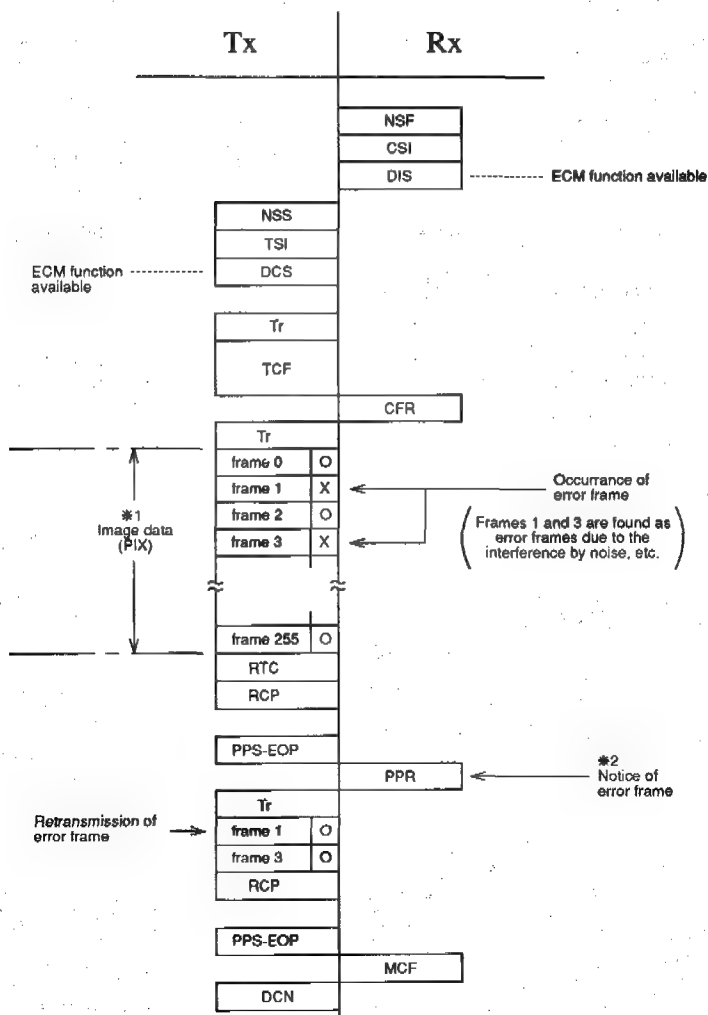 Tx Rx
NSF
CSI
DIS ECM function available
NSS
TSI
ECM function
available
DCS
Tr
TCF
CFR
Tr
frame 0 O
frame 1 X
frame 2 O
frame 3 X
※1
Image data
(PIX)
Occurrance of
error frame
(Frames 1 and 3 are found as
error frames due to the
interference by noise, etc.)
frame 255 O
RTC
RCP
PPS-EOP
PPR
※2
Notice of
error frame
Tr
Retransmission of
error frame
frame 1 O
frame 3 O
RCP
PPS-EOP
MCF
DCN